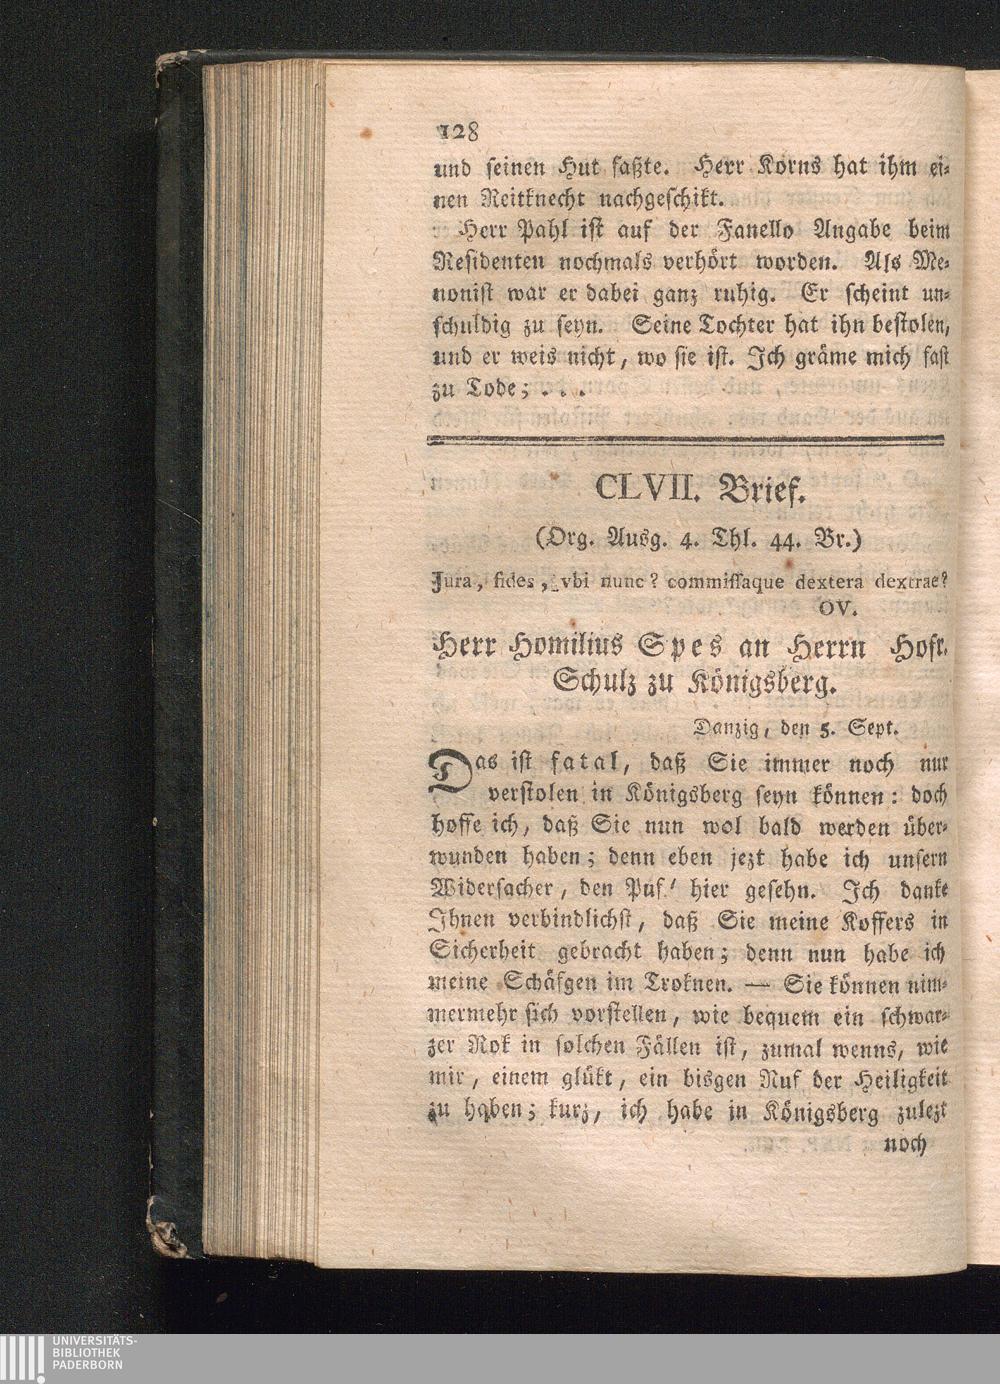 128
und ſeinen Hut faßte. Herr Korns hat ihm ei⸗
nen Reitknecht nachgeſchikt.
Herr Pahl iſt auf der Fanello Angabe beim
Reſidenten nochmals verhört worden. Als Me⸗
noniſt war er dabei ganz ruhig. Er ſcheint un⸗
ſchuldig zu ſeyn. Seine Tochter hat ihn beſtolen,
und er weis nicht, wo ſie iſt. Ich gräme mich faſt
zu Tode; . . .
CLVII. Brief.
(Org. Ausg. 4. Thl. 44. Br.)
Jura, fides, vbi nunc? commiſſaque dextera dextrae?
OV.
Herr Homilius Spes an Herrn Hofr.
Schulz zu Königsberg.
Danzig, den 5. Sept.
Das iſt fatal, daß Sie immer noch nur
verſtolen in Königsberg ſeyn können: doch
hoffe ich, daß Sie nun wol bald werden über⸗
wunden haben; denn eben jezt habe ich unſern
Widerſacher, den Puf! hier geſehn. Ich danke
Ihnen verbindlichſt, daß Sie meine Koffers in
Sicherheit gebracht haben; denn nun habe ich
meine Schäfgen im Troknen. — Sie können nim⸗
mermehr ſich vorſtellen, wie bequem ein ſchwar⸗
zer Rok in ſolchen Fällen iſt, zumal wenns, wie
mir, einem glükt, ein bisgen Ruf der Heiligkeit
zu haben; kurz, ich habe in Königsberg zulezt
noch
UNIVERSITÄTS-
BIBLIOTHEK
PADERBORN